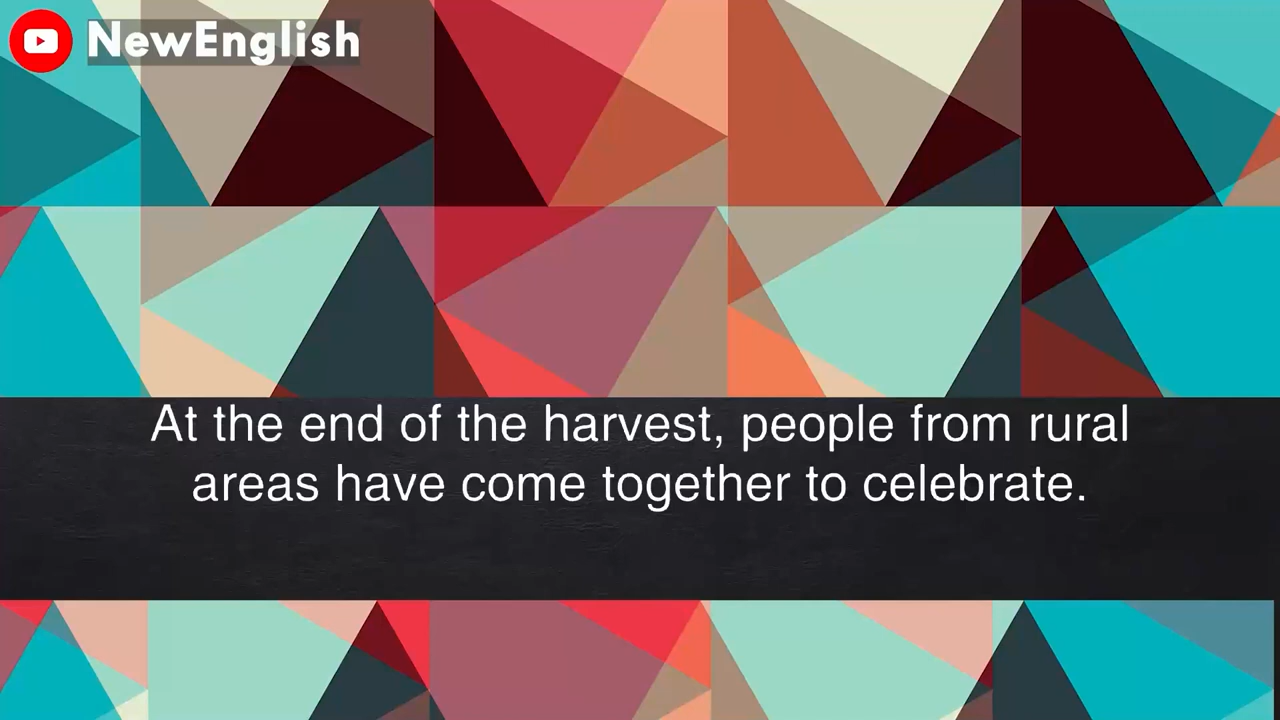 NewEnglish
At the end of the harvest, people from rural
areas have come together to celebrate.